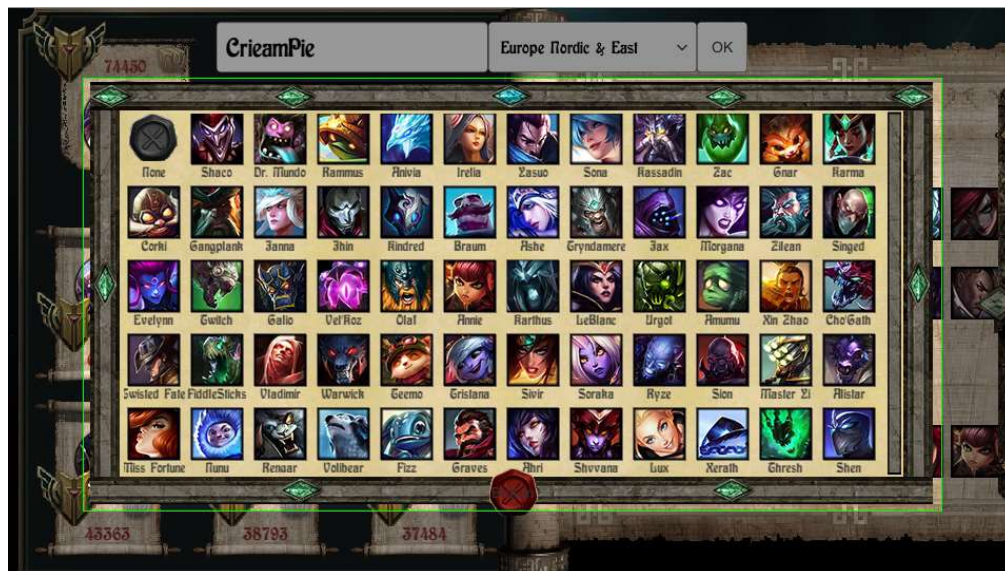 CrieamPie
Europe Nordic & East
OK
74450
None Shaco Dr. Mundo Rammus Anivia Irelia Yasuo Sona Kassadin Zac Gnar Karma
Corki Gangplank Janna Jhin Kindred Braum Ashe Tryndamere Jax Morgana Zilean Singed
Evelynn Twitch Galio Vel'Koz Olaf Annie Karthus LeBlanc Urgot Amumu Xin Zhao Cho'Gath
Twisted Fate FiddleSticks Vladimir Warwick Teemo Tristana Sivir Soraka Ryze Sion Master Yi Alistar
Miss Fortune Nunu Rengar Volibear Fizz Graves Ahri Shyvana Lux Xerath Thresh Shen
43363 38793 37484